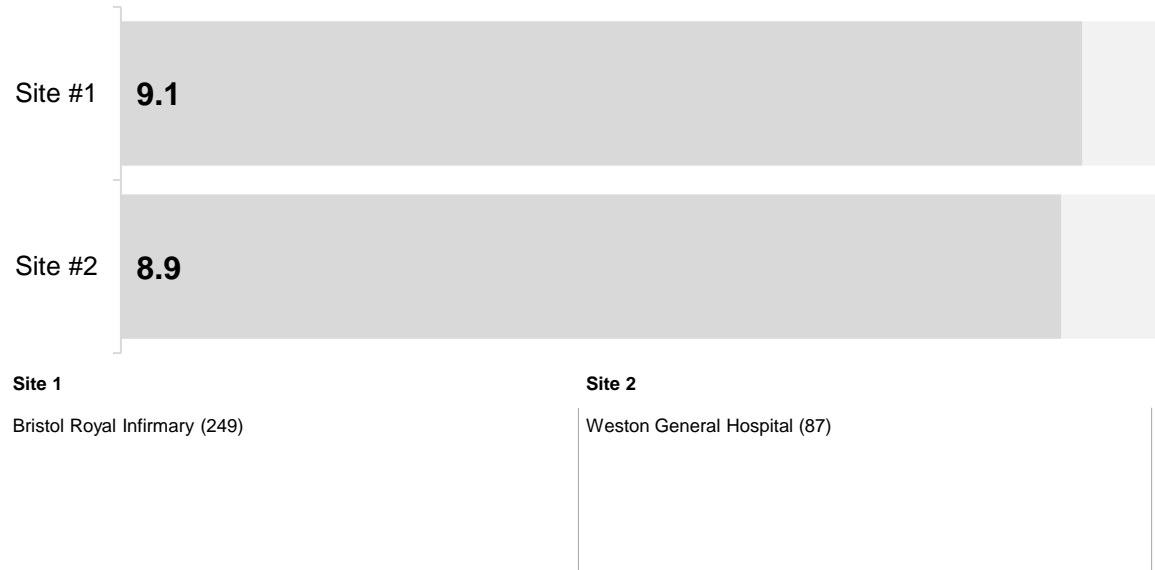 Site #1
9.1
Site #2
8.9
Site 1
Site 2
Bristol Royal Infirmary (249)
Weston General Hospital (87)